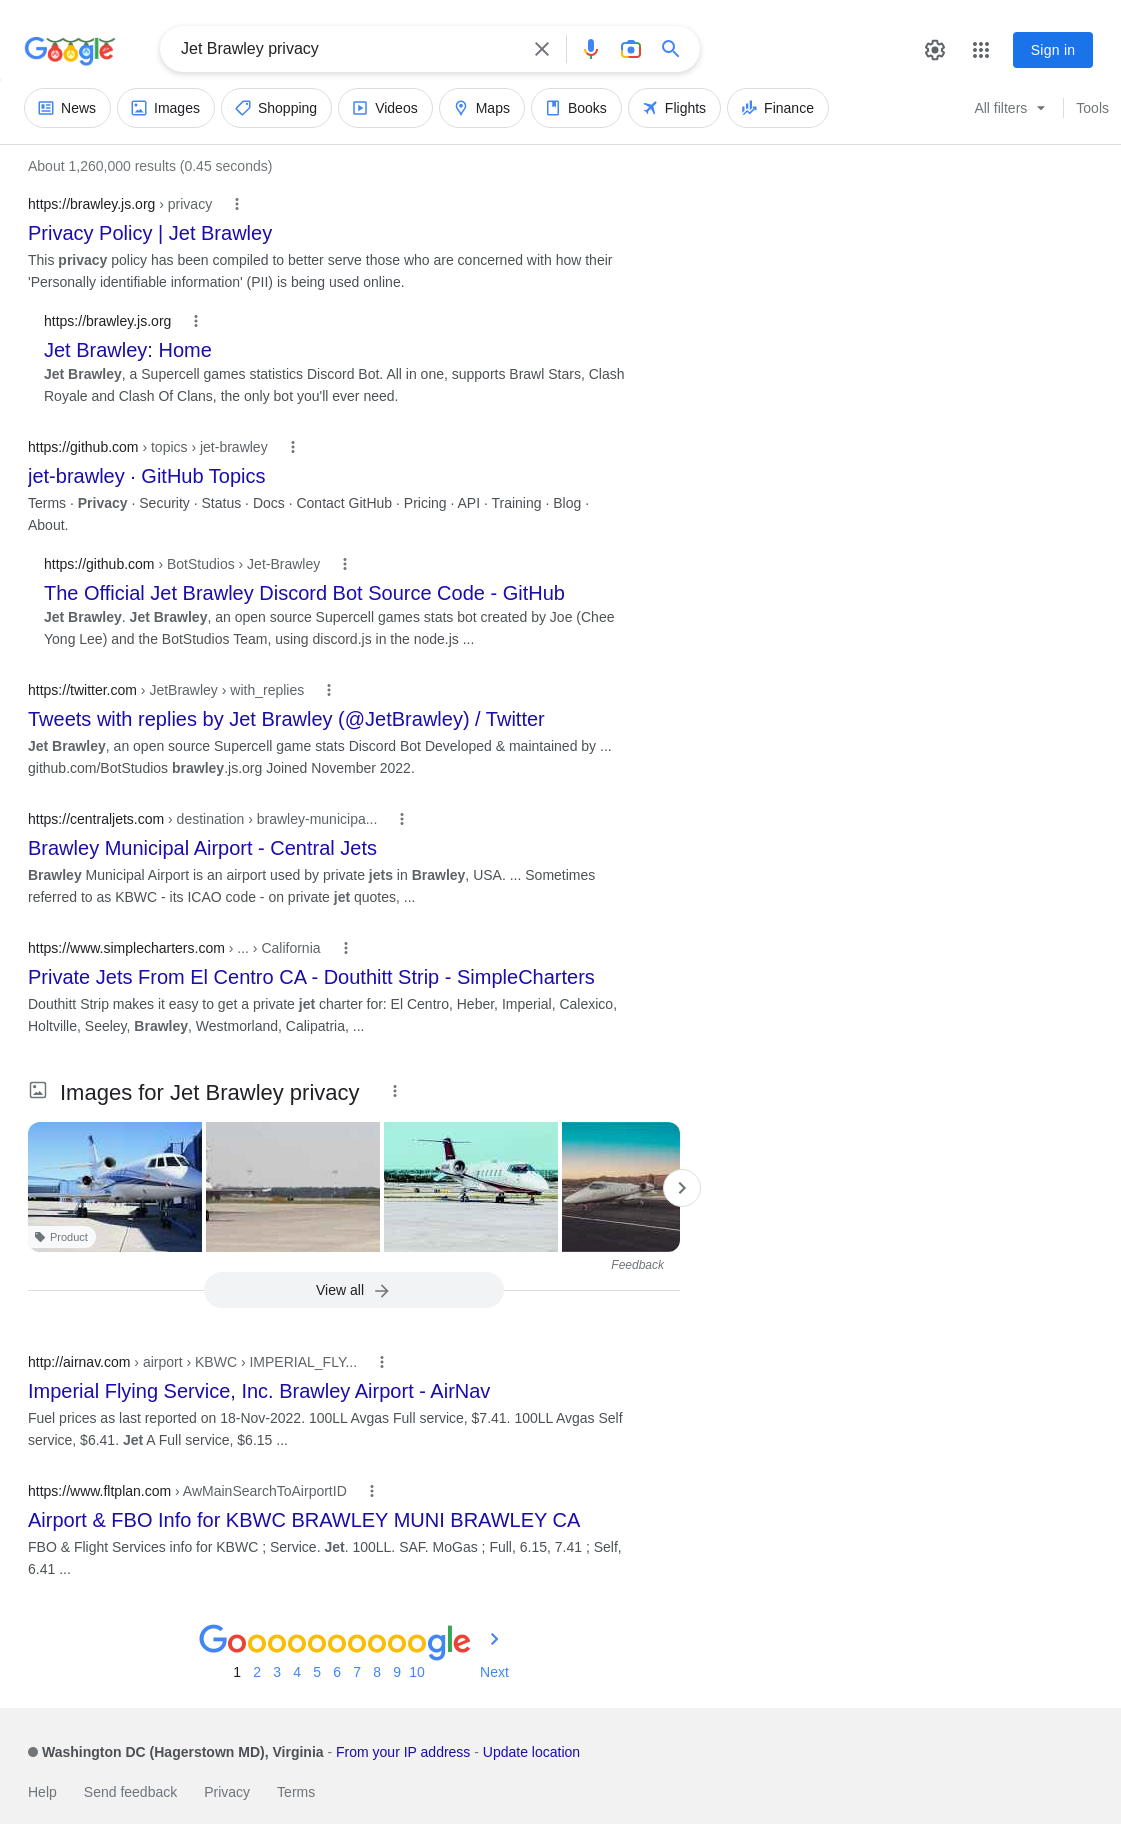 Google
Jet Brawley privacy
Sign in
News
Images
Shopping
Videos
Maps
Books
Flights
Finance
All filters
Tools
About 1,260,000 results (0.45 seconds)
https://brawley.js.org › privacy
Privacy Policy | Jet Brawley
This privacy policy has been compiled to better serve those who are concerned with how their
'Personally identifiable information' (PII) is being used online.
https://brawley.js.org
Jet Brawley: Home
Jet Brawley, a Supercell games statistics Discord Bot. All in one, supports Brawl Stars, Clash
Royale and Clash Of Clans, the only bot you'll ever need.
https://github.com › topics › jet-brawley
jet-brawley · GitHub Topics
Terms · Privacy · Security · Status · Docs · Contact GitHub · Pricing · API · Training · Blog ·
About.
https://github.com › BotStudios › Jet-Brawley
The Official Jet Brawley Discord Bot Source Code - GitHub
Jet Brawley. Jet Brawley, an open source Supercell games stats bot created by Joe (Chee
Yong Lee) and the BotStudios Team, using discord.js in the node.js ...
https://twitter.com › JetBrawley › with_replies
Tweets with replies by Jet Brawley (@JetBrawley) / Twitter
Jet Brawley, an open source Supercell game stats Discord Bot Developed & maintained by ...
github.com/BotStudios brawley.js.org Joined November 2022.
https://centraljets.com › destination › brawley-municipa...
Brawley Municipal Airport - Central Jets
Brawley Municipal Airport is an airport used by private jets in Brawley, USA. ... Sometimes
referred to as KBWC - its ICAO code - on private jet quotes, ...
https://www.simplecharters.com › ... › California
Private Jets From El Centro CA - Douthitt Strip - SimpleCharters
Douthitt Strip makes it easy to get a private jet charter for: El Centro, Heber, Imperial, Calexico,
Holtville, Seeley, Brawley, Westmorland, Calipatria, ...
Images for Jet Brawley privacy
Product
Feedback
View all
http://airnav.com › airport › KBWC › IMPERIAL_FLY...
Imperial Flying Service, Inc. Brawley Airport - AirNav
Fuel prices as last reported on 18-Nov-2022. 100LL Avgas Full service, $7.41. 100LL Avgas Self
service, $6.41. Jet A Full service, $6.15 ...
https://www.fltplan.com › AwMainSearchToAirportID
Airport & FBO Info for KBWC BRAWLEY MUNI BRAWLEY CA
FBO & Flight Services info for KBWC ; Service. Jet. 100LL. SAF. MoGas ; Full, 6.15, 7.41 ; Self,
6.41 ...
Goooooooooogle
1 2 3 4 5 6 7 8 9 10 Next
Washington DC (Hagerstown MD), Virginia - From your IP address - Update location
Help Send feedback Privacy Terms